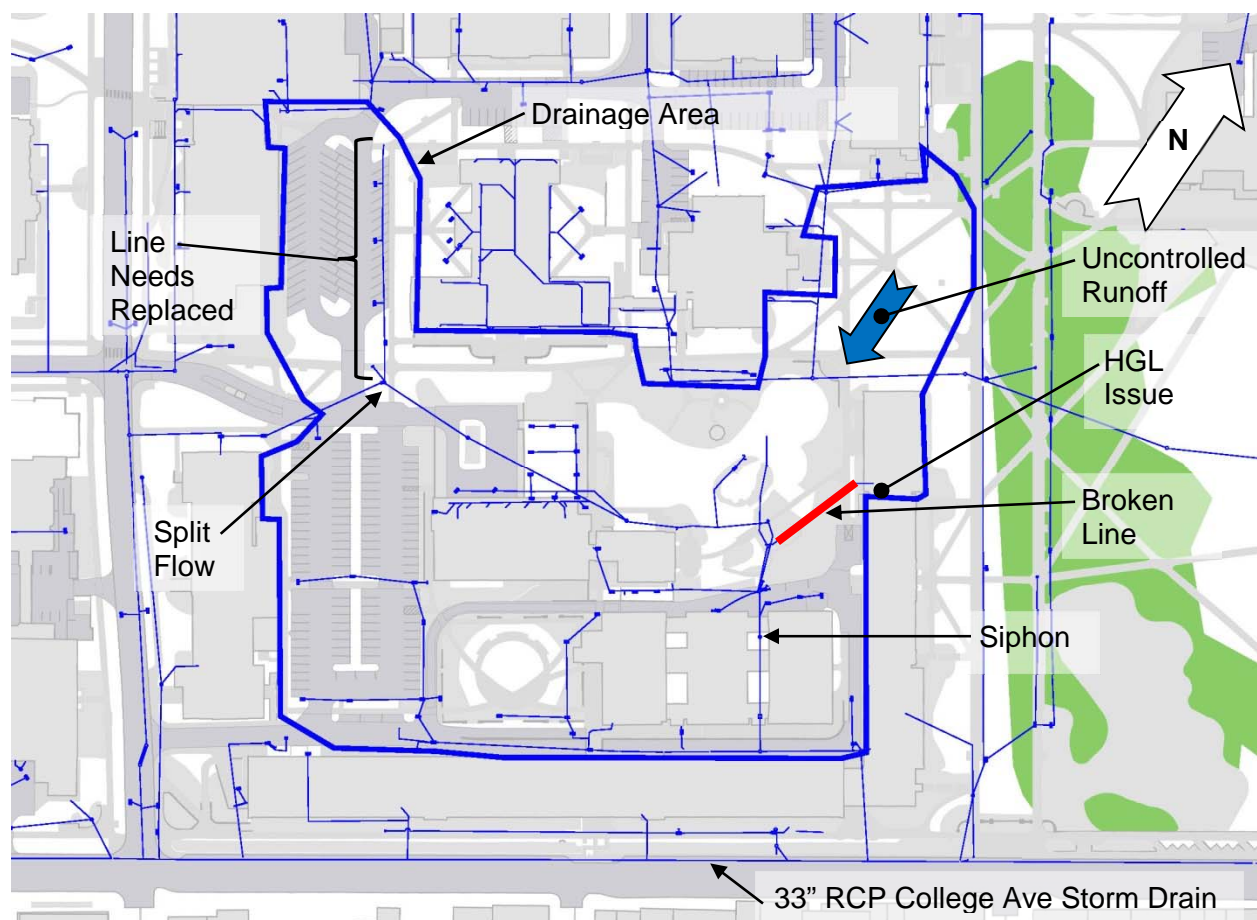 Drainage Area
N
Line
Needs
Replaced
Uncontrolled
Runoff
HGL
Issue
Broken
Line
Split
Flow
Siphon
33” RCP College Ave Storm Drain